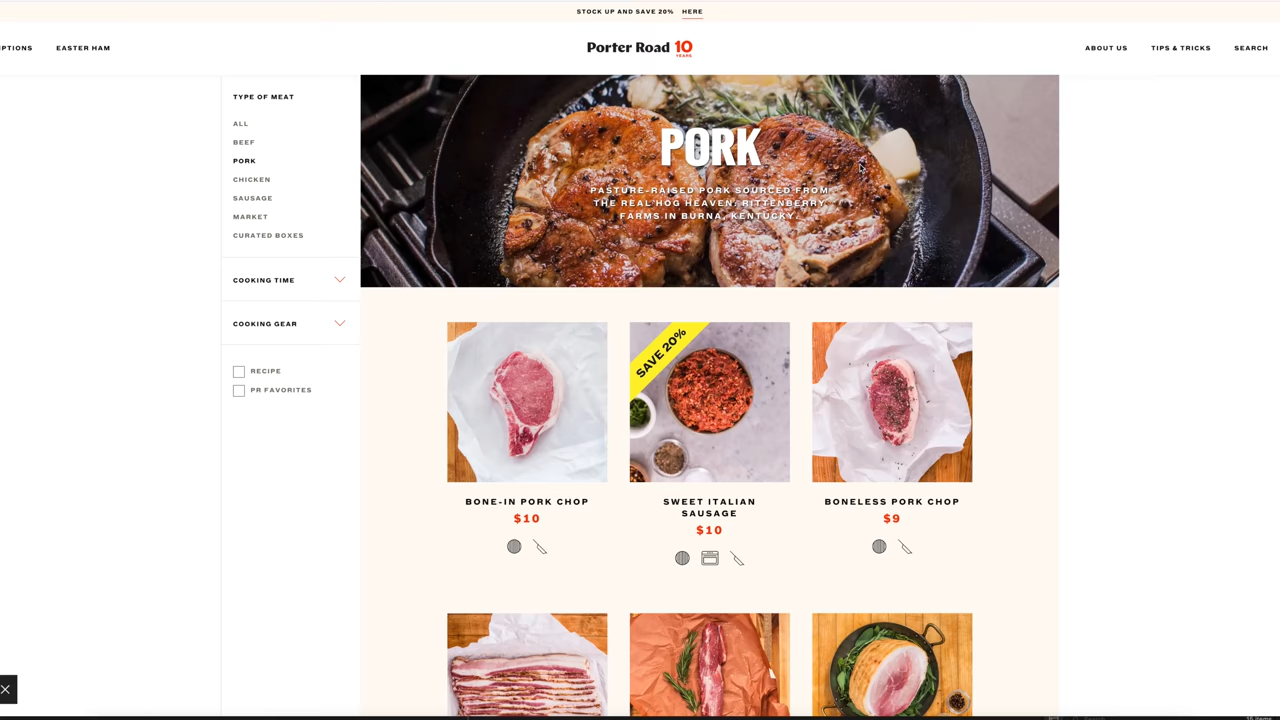 STOCK UP AND SAVE 20% HERE
IPTIONS
EASTER HAM
Porter Road 10
YEARS
ABOUT US
TIPS & TRICKS
SEARCH
TYPE OF MEAT
ALL
BEEF
PORK
CHICKEN
SAUSAGE
MARKET
CURATED BOXES
COOKING TIME
COOKING GEAR
RECIPE
PR FAVORITES
PORK
PASTURE-RAISED PORK SOURCED FROM
THE REAL HOG HEAVEN: RITTENBERRY
FARMS IN BURNA, KENTUCKY.
SAVE 20%
BONE-IN PORK CHOP
$10
SWEET ITALIAN
SAUSAGE
$10
BONELESS PORK CHOP
$9
15 items